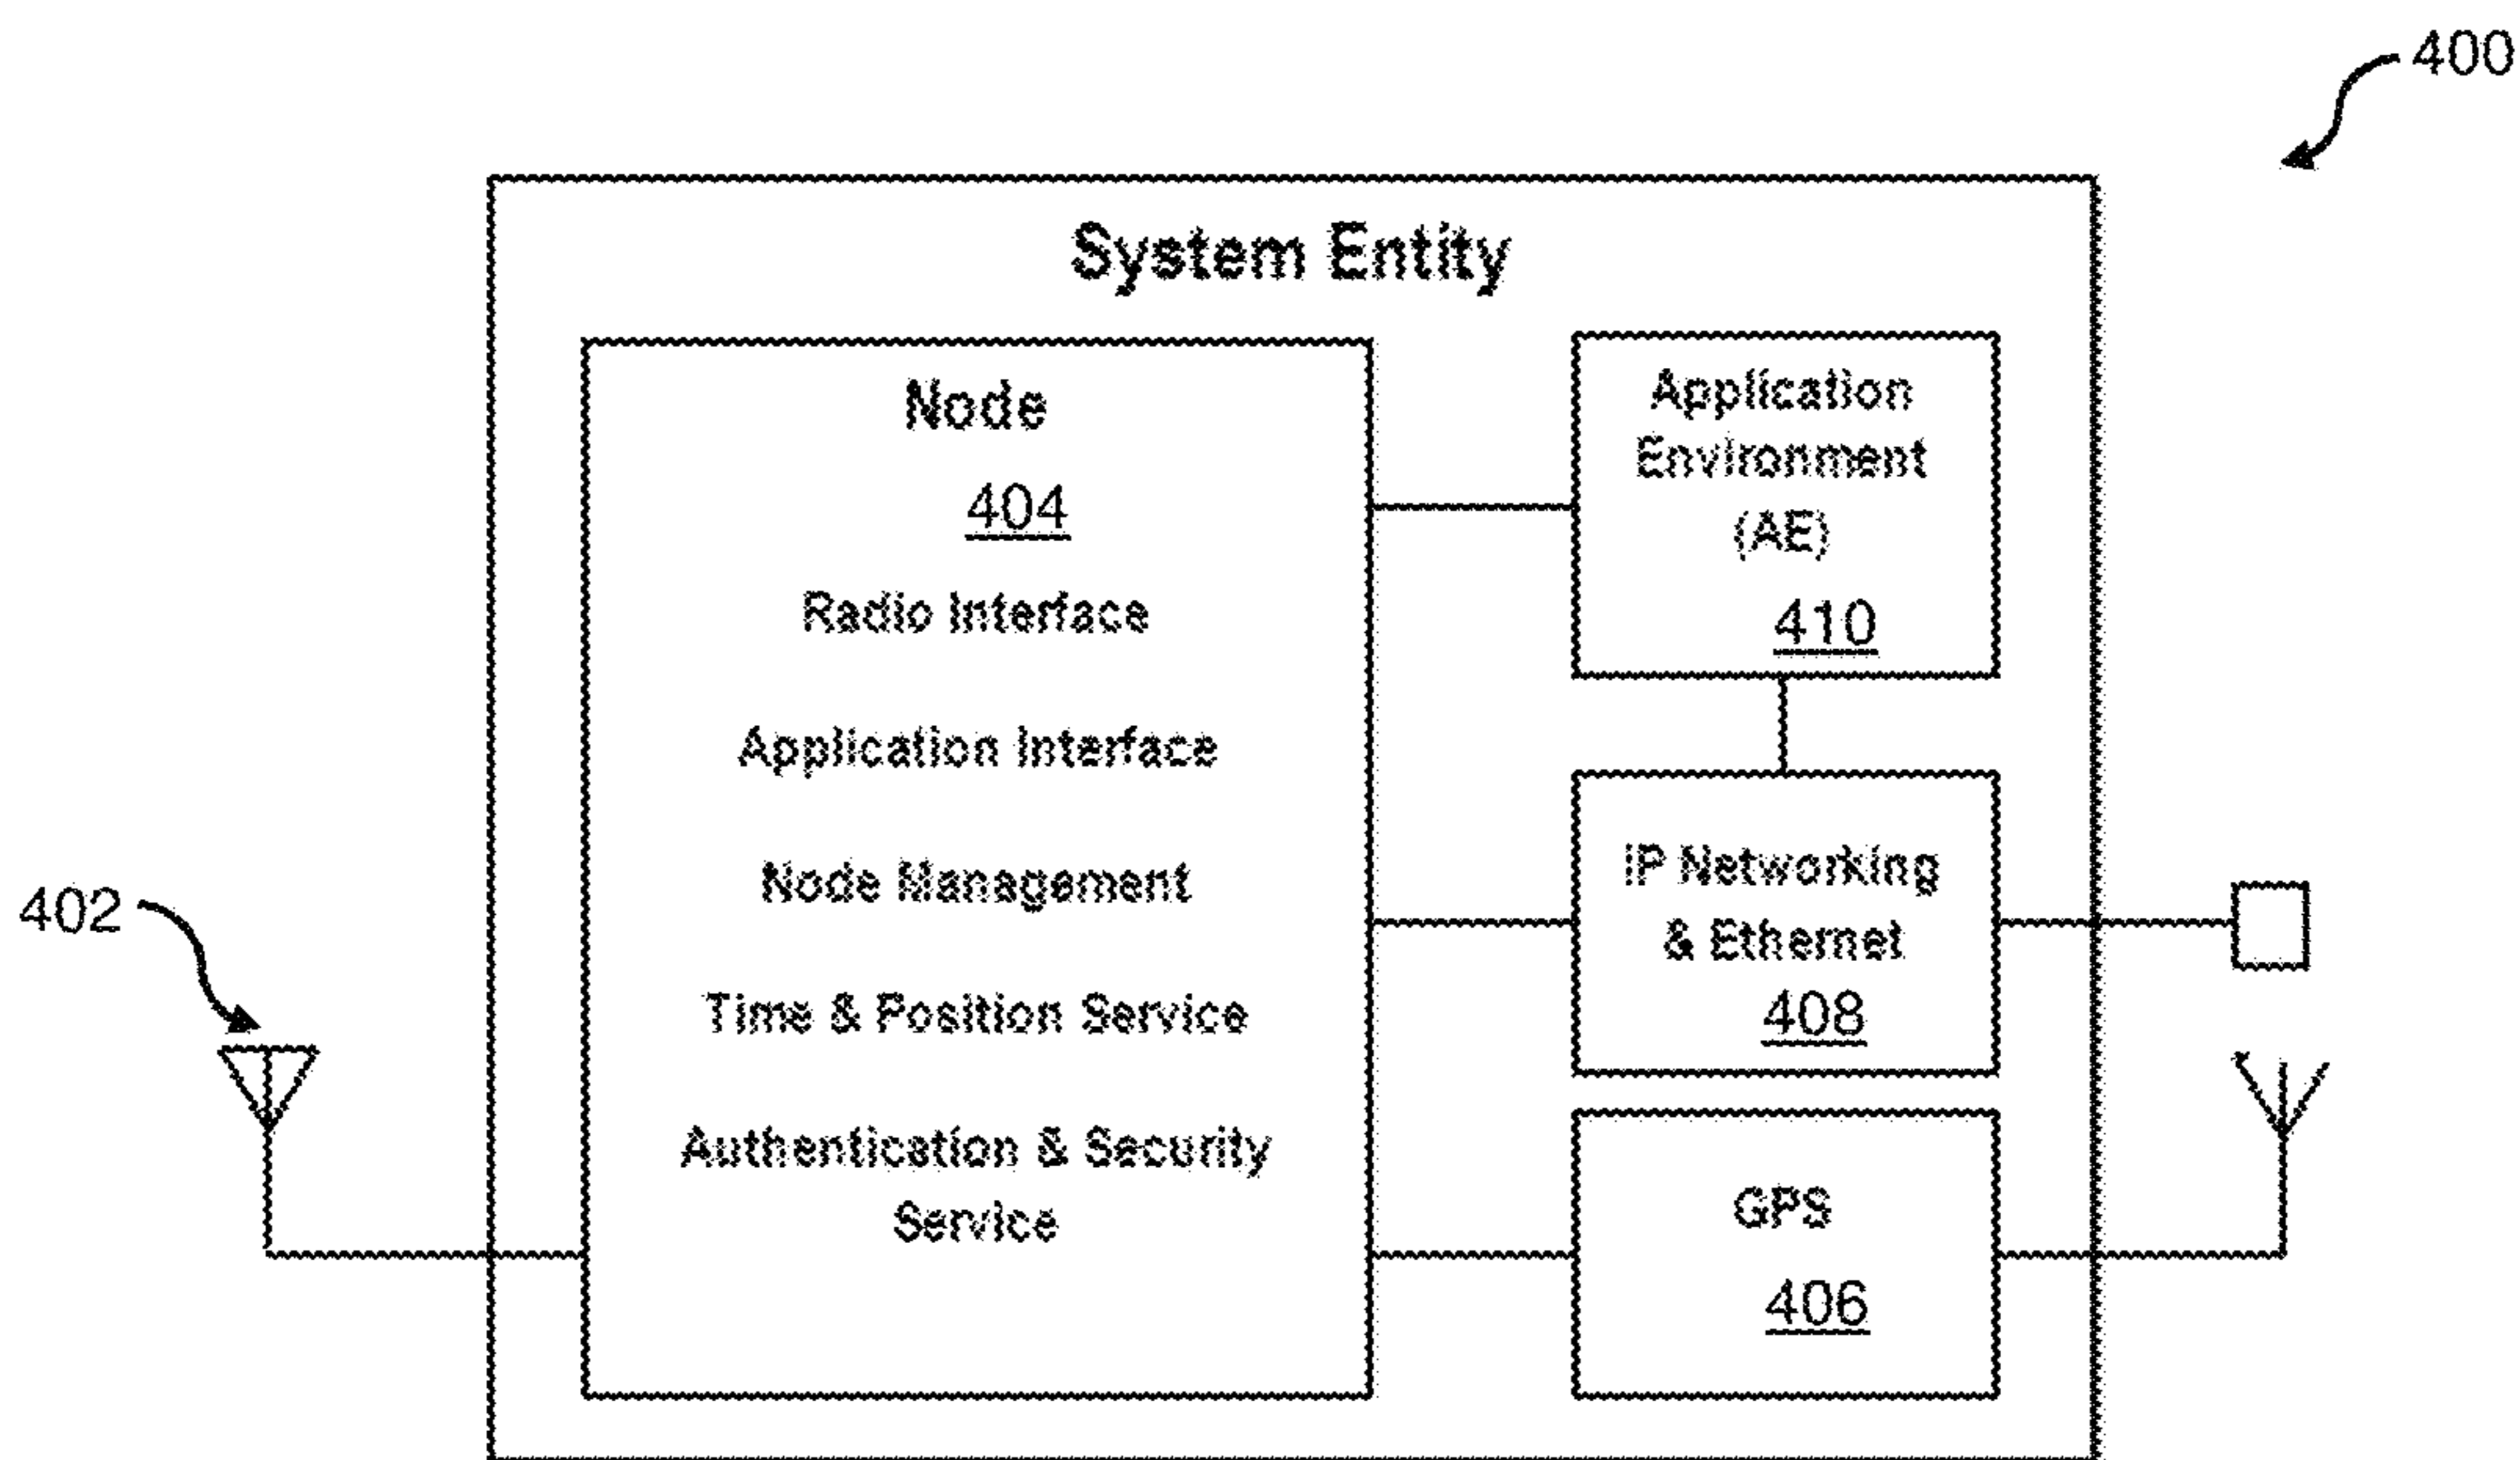 400
System Entity
Node
404
Radio Interface
Application Interface
Node Management
Time & Position Service
Authentication & Security
Service
Application
Environment
(AE)
410
IP Networking
& Ethernet
408
GPS
406
402